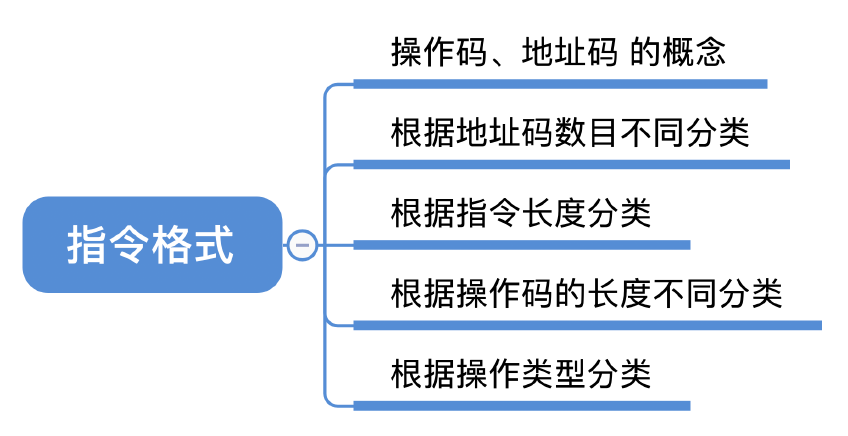 指令格式
操作码、地址码 的概念
根据地址码数目不同分类
根据指令长度分类
根据操作码的长度不同分类
根据操作类型分类